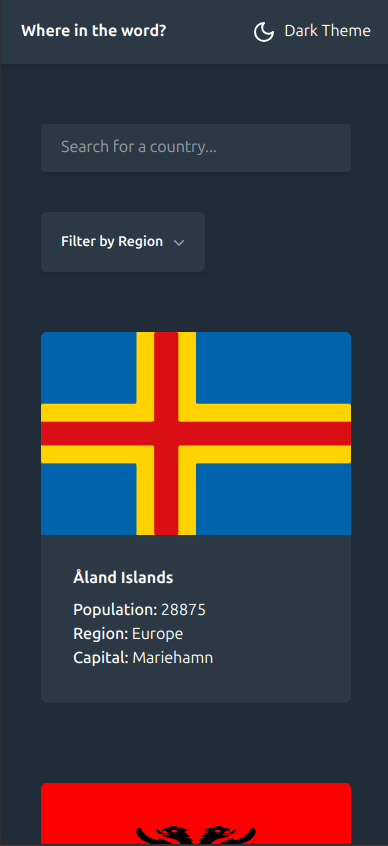 Where in the word?
Dark Theme
Search for a country...
Filter by Region
Åland Islands
Population: 28875
Region: Europe
Capital: Mariehamn